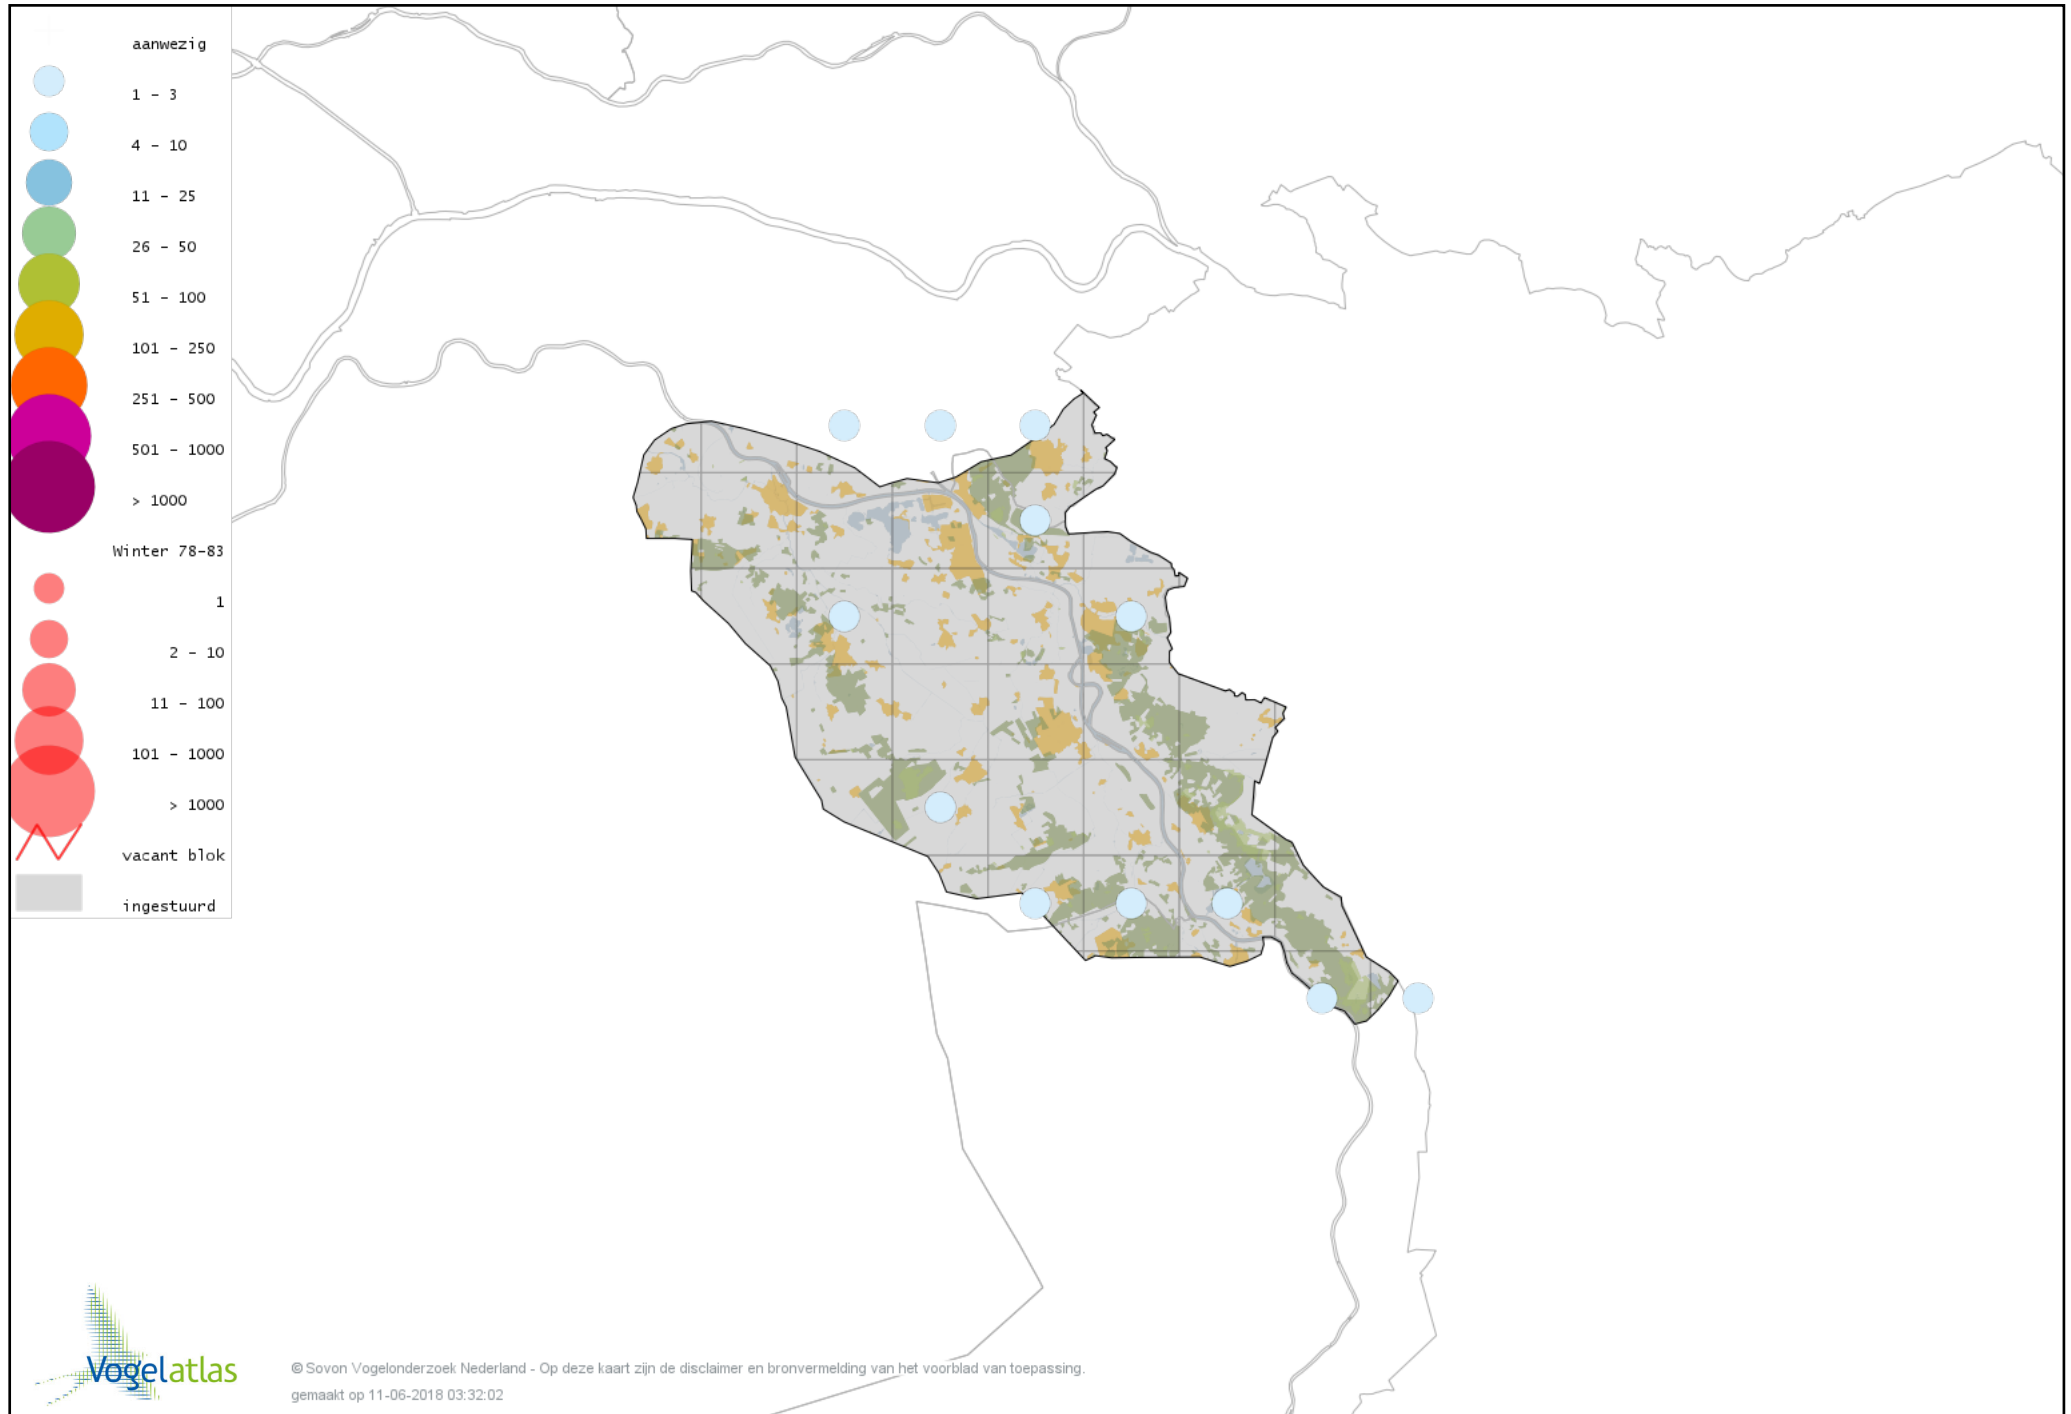 aanwezig
1 - 3
4 - 10
11 - 25
26 - 50
51 - 100
101 - 250
251 - 500
501 - 1000
> 1000
Winter 78-83
1
2 - 10
11 - 100
101 - 1000
> 1000
vacant blok
ingestuurd
Vogelatlas
© Sovon Vogelonderzoek Nederland - Op deze kaart zijn de disclaimer en bronvermelding van het voorblad van toepassing.
gemaakt op 11-06-2018 03:32:02